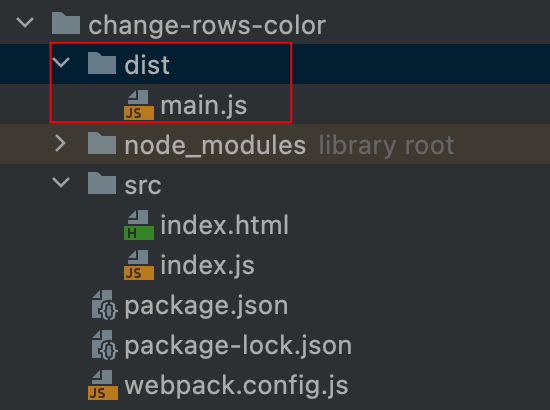 change-rows-color
dist
JS main.js
node_modules library root
src
H index.html
JS index.js
package.json
package-lock.json
JS webpack.config.js